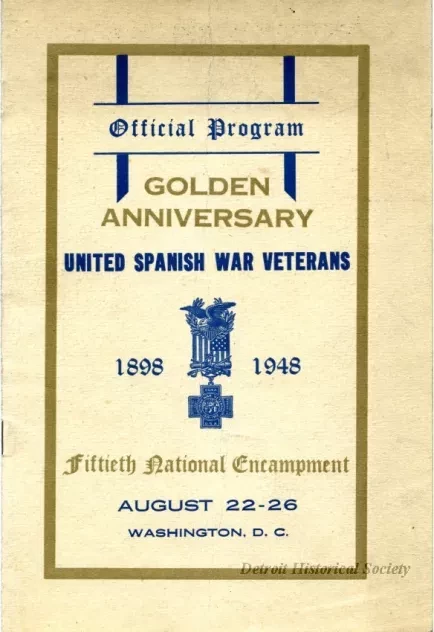 Official Program
GOLDEN
ANNIVERSARY
UNITED SPANISH WAR VETERANS
1898 1948
Fiftieth National Encampment
AUGUST 22-26
WASHINGTON, D. C.
Detroit Historical Society